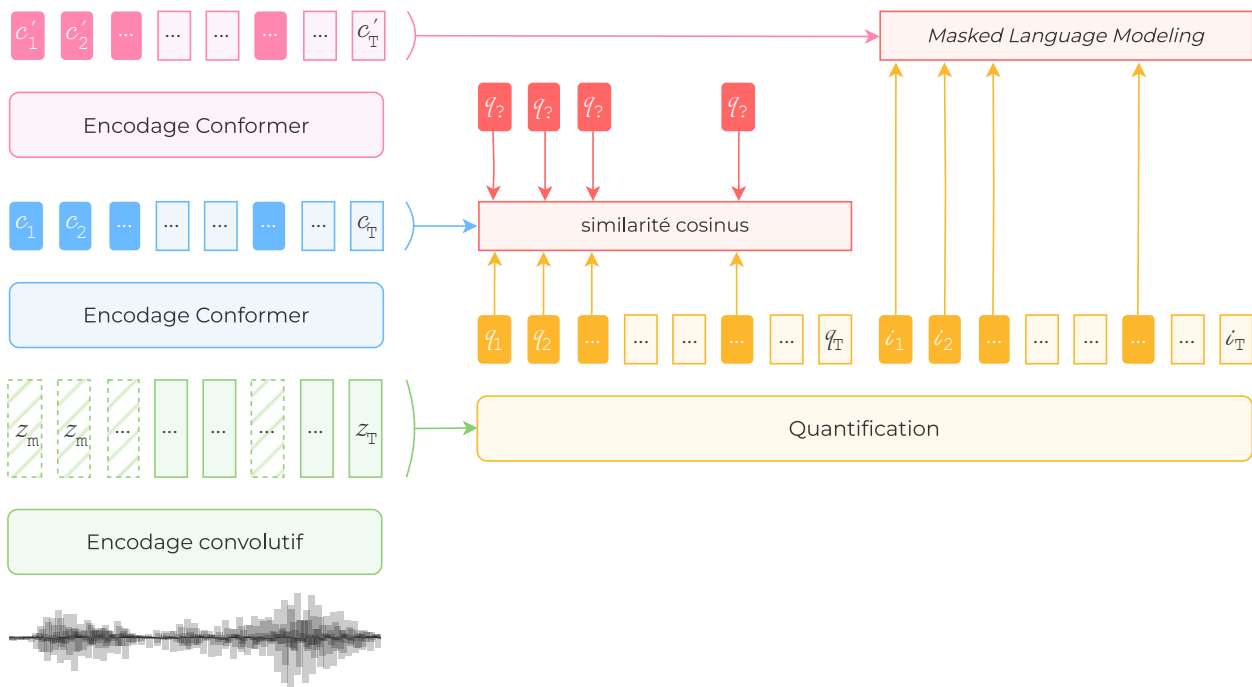 c′1 c′2 ... ... ... ... ... c′T
Masked Language Modeling
Encodage Conformer
q? q? q? q?
c1 c2 ... ... ... ... ... cT
similarité cosinus
Encodage Conformer
q1 q2 ... ... ... ... ... qT i1 i2 ... ... ... ... ... iT
zm zm ... ... ... ... ... zT
Quantification
Encodage convolutif